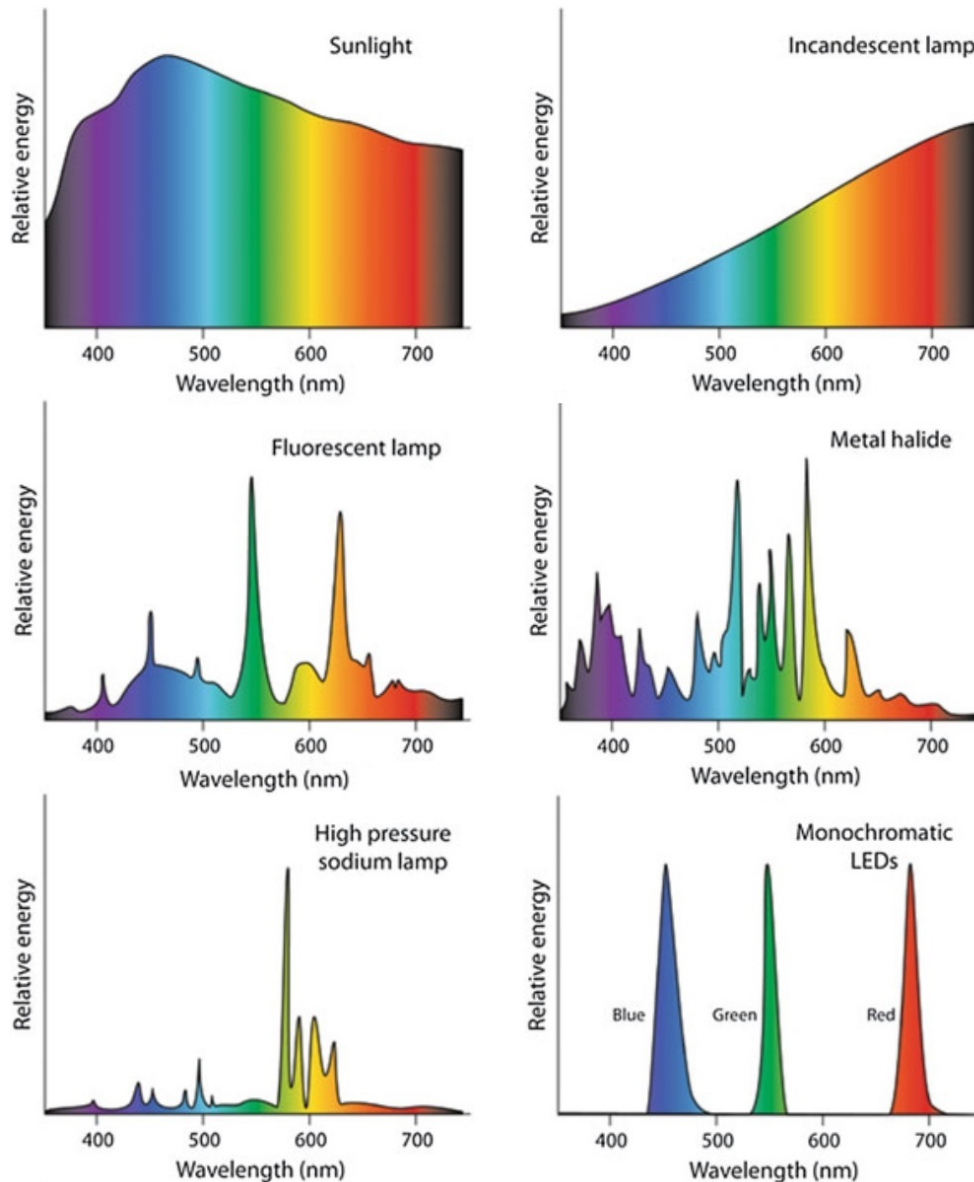 Sunlight
Relative energy
400 500 600 700
Wavelength (nm)
Incandescent lamp
Relative energy
400 500 600 700
Wavelength (nm)
Fluorescent lamp
Relative energy
400 500 600 700
Wavelength (nm)
Metal halide
Relative energy
400 500 600 700
Wavelength (nm)
High pressure
sodium lamp
Relative energy
400 500 600 700
Wavelength (nm)
Monochromatic
LEDs
Relative energy
Blue Green Red
400 500 600 700
Wavelength (nm)